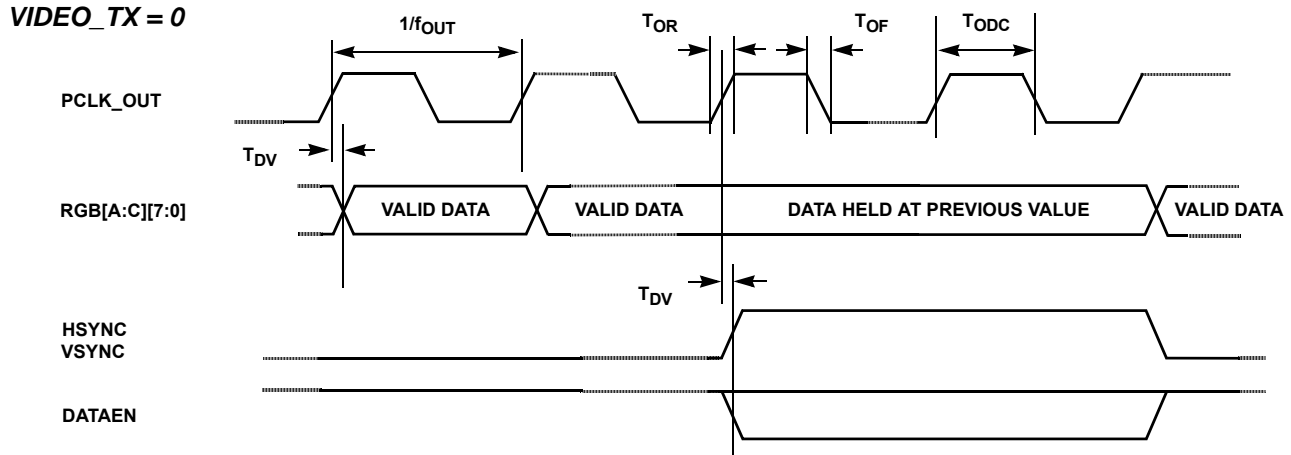 VIDEO_TX = 0
1/fOUT
TOR
TOF
TODC
PCLK_OUT
TDV
RGB[A:C][7:0]
VALID DATA
VALID DATA
DATA HELD AT PREVIOUS VALUE
VALID DATA
TDV
HSYNC
VSYNC
DATAEN